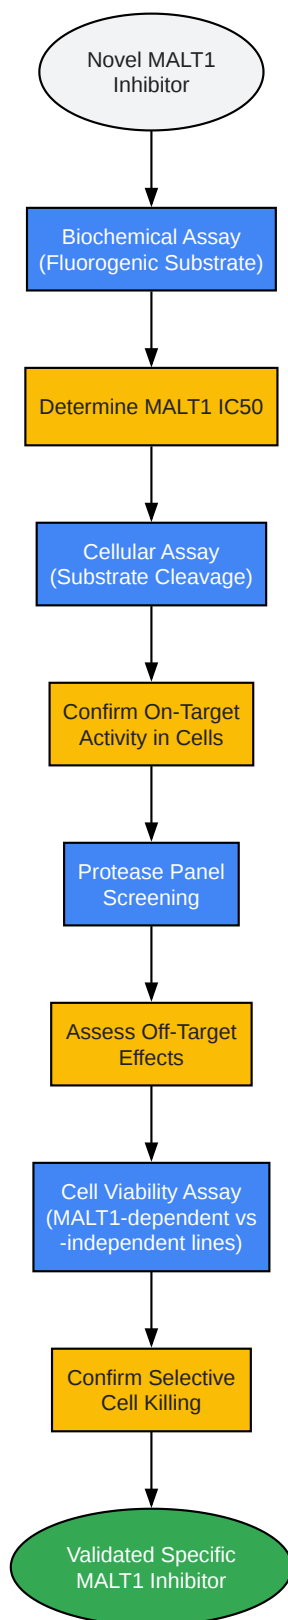 Novel MALT1
Inhibitor
Biochemical Assay
(Fluorogenic Substrate)
Determine MALT1 IC50
Cellular Assay
(Substrate Cleavage)
Confirm On-Target
Activity in Cells
Protease Panel
Screening
Assess Off-Target
Effects
Cell Viability Assay
(MALT1-dependent vs
-independent lines)
Confirm Selective
Cell Killing
Validated Specific
MALT1 Inhibitor